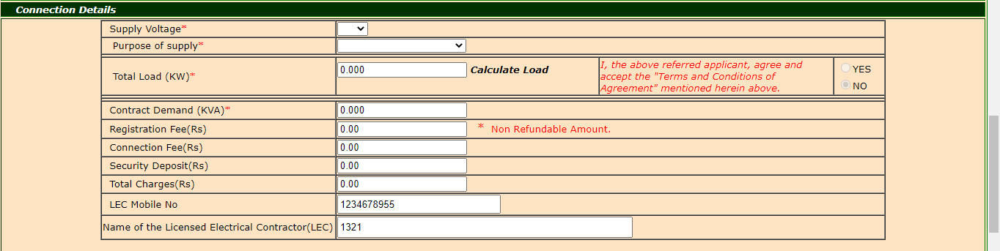 Connection Details
Supply Voltage*
Purpose of supply*
Total Load (KW)*
0.000
Calculate Load
I, the above referred applicant, agree and
accept the "Terms and Conditions of
Agreement" mentioned herein above.
YES
NO
Contract Demand (KVA)*
0.000
Registration Fee(Rs)
0.00
* Non Refundable Amount.
Connection Fee(Rs)
0.00
Security Deposit(Rs)
0.00
Total Charges(Rs)
0.00
LEC Mobile No
1234678955
Name of the Licensed Electrical Contractor(LEC)
1321